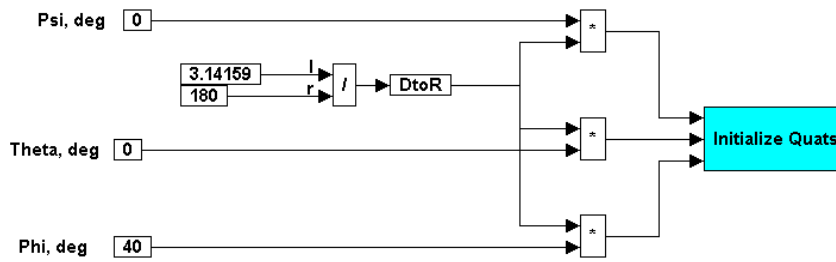 Psi, deg 0
*
l
3.14159
/
DtoR
r
180
Initialize Quats
Theta, deg 0
*
Phi, deg 40
*